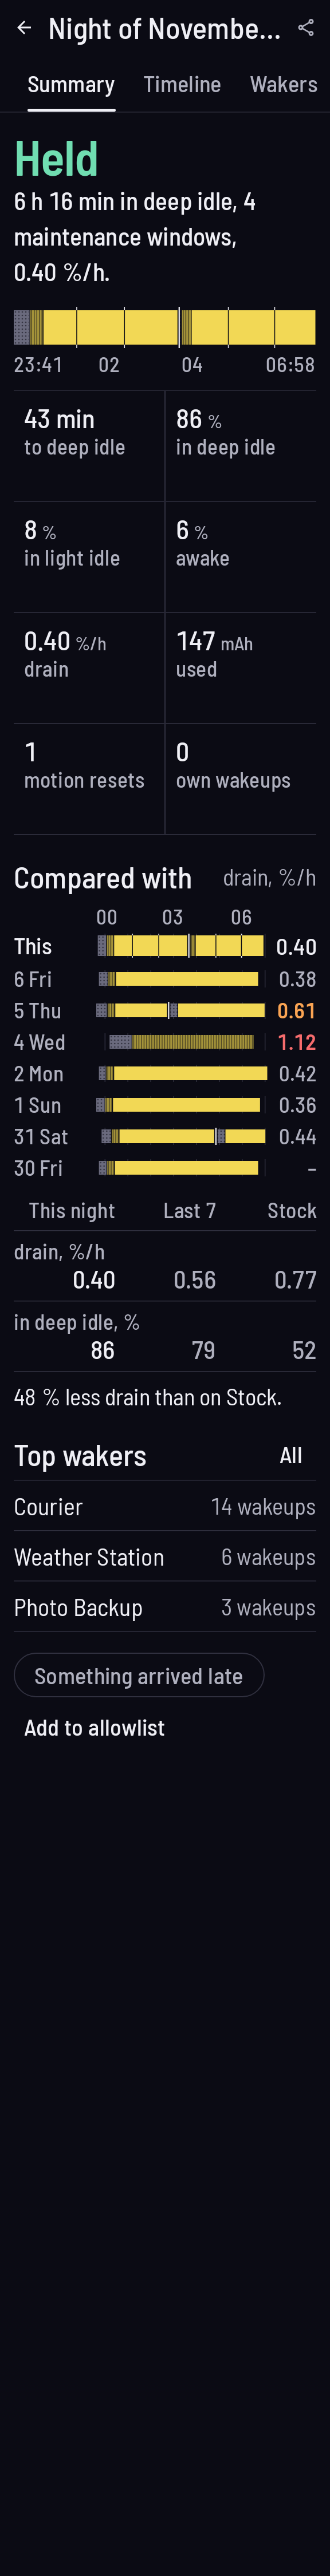 Night of Novembe...
Summary Timeline Wakers
Held
6 h 16 min in deep idle, 4
maintenance windows,
0.40 %/h.
23:41 02 04 06:58
43 min 86 %
to deep idle in deep idle
8 % 6 %
in light idle awake
0.40 %/h 147 mAh
drain used
1 0
motion resets own wakeups
Compared with drain, %/h
00 03 06
This 0.40
6 Fri 0.38
5 Thu 0.61
4 Wed 1.12
2 Mon 0.42
1 Sun 0.36
31 Sat 0.44
30 Fri –
This night Last 7 Stock
drain, %/h
0.40 0.56 0.77
in deep idle, %
86 79 52
48 % less drain than on Stock.
Top wakers All
Courier 14 wakeups
Weather Station 6 wakeups
Photo Backup 3 wakeups
Something arrived late
Add to allowlist